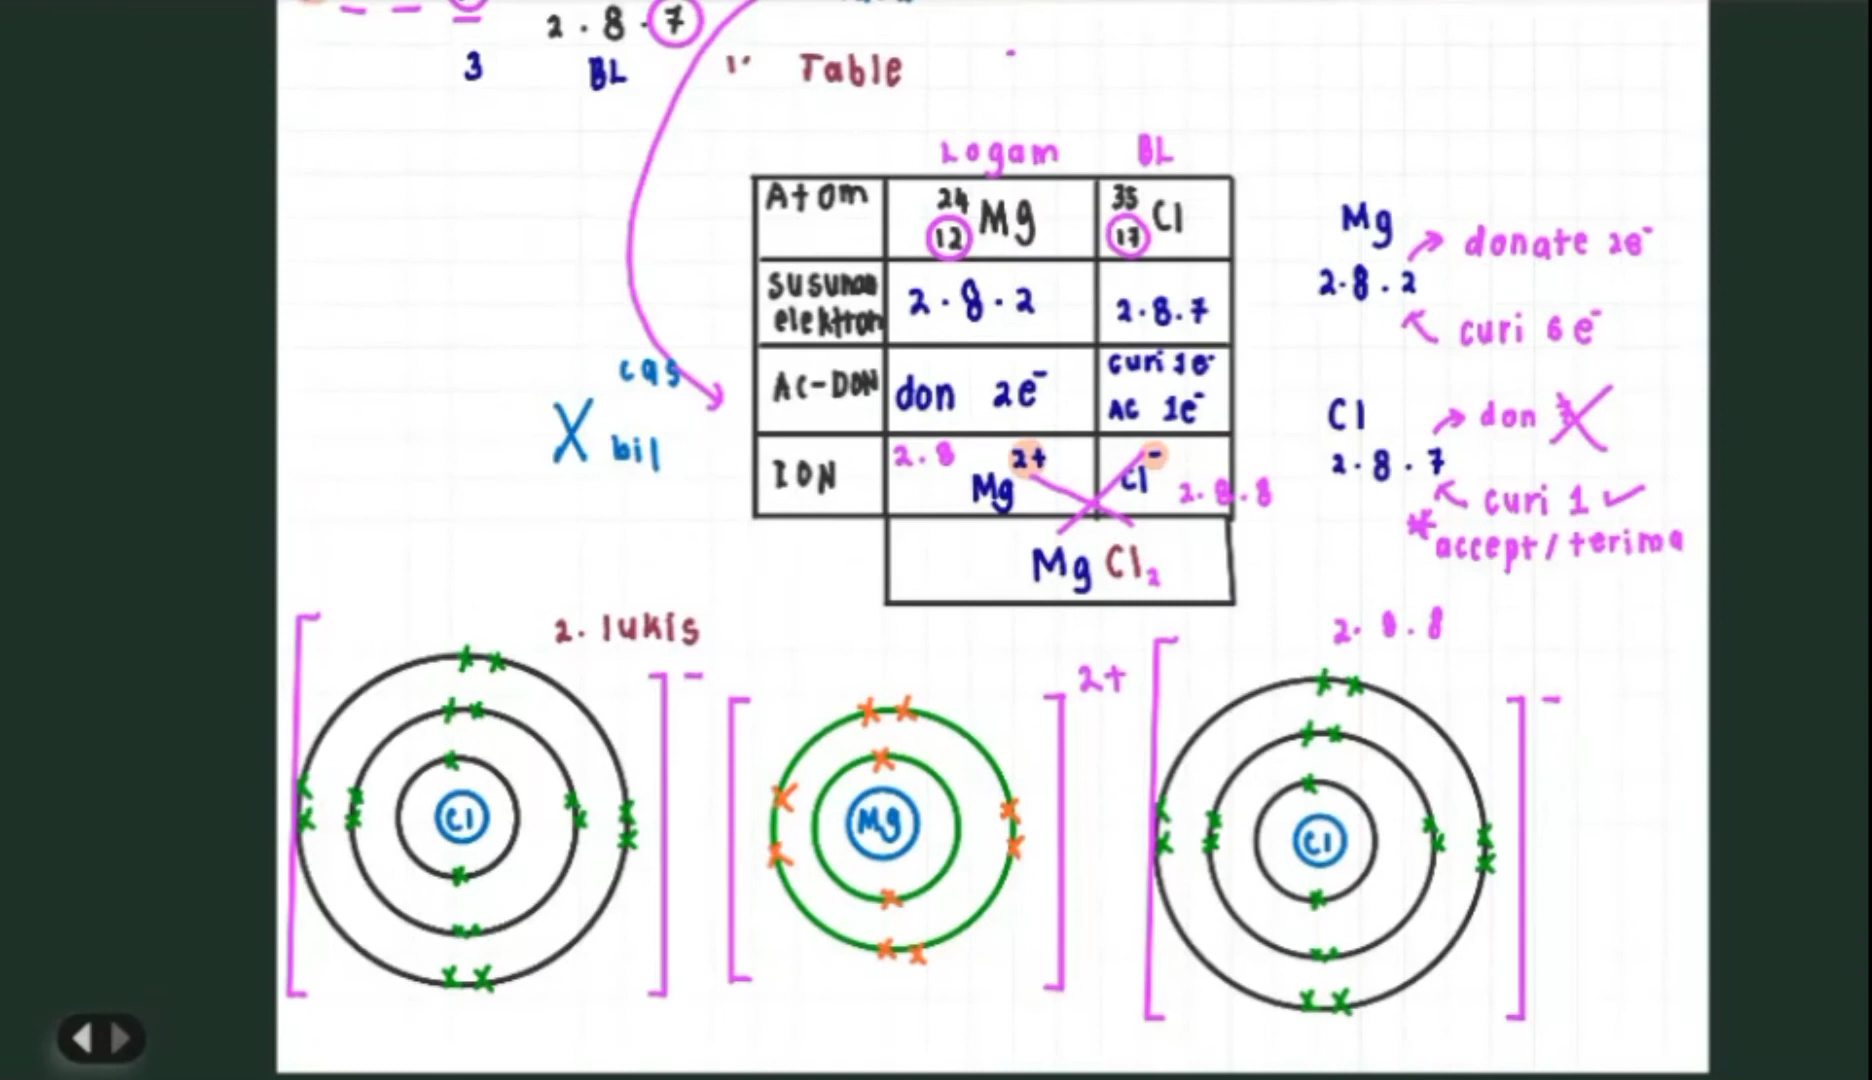 2 . 8 . 7
3 BL
1. Table
Logam BL
Atom 24 12 Mg 35 17 Cl
susunan elektron 2 . 8 . 2 2 . 8 . 7
AC-DON don 2e⁻ curi 1e⁻
AC 1e⁻
ION 2 . 8 Mg 2+ Cl - 2 . 8 . 8
MgCl₂
cas
X bil
Mg
donate 2e⁻
2 . 8 . 2
curi 6 e⁻
Cl
don
2 . 8 . 7
curi 1 ✓
* accept / terima
2. lukis
2 . 8 . 8
Cl -
Mg 2+
Cl -